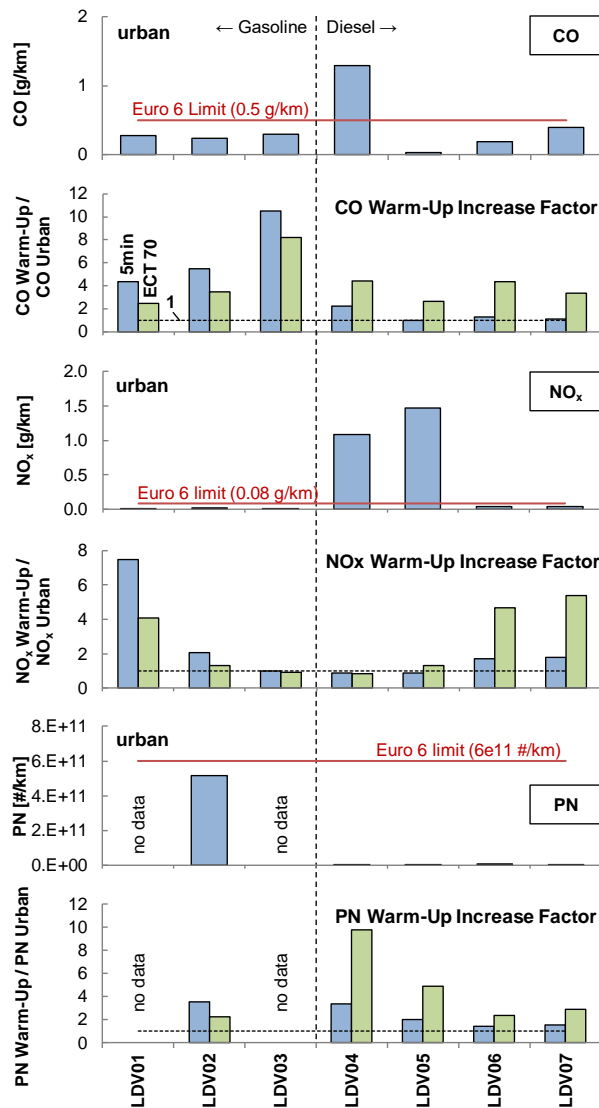 urban
← Gasoline
Diesel →
CO
CO [g/km]
2
1
0
Euro 6 Limit (0.5 g/km)
CO Warm-Up Increase Factor
CO Warm-Up /
CO Urban
12
10
8
6
4
2
0
5min
ECT 70
1
urban
NOx
NOx [g/km]
2.0
1.5
1.0
0.5
0.0
Euro 6 limit (0.08 g/km)
NOx Warm-Up Increase Factor
NOx Warm-Up /
NOx Urban
8
6
4
2
0
urban
Euro 6 limit (6e11 #/km)
PN
PN [#/km]
8.E+11
6.E+11
4.E+11
2.E+11
0.E+00
no data
no data
PN Warm-Up Increase Factor
PN Warm-Up / PN Urban
12
10
8
6
4
2
0
no data
no data
LDV01
LDV02
LDV03
LDV04
LDV05
LDV06
LDV07